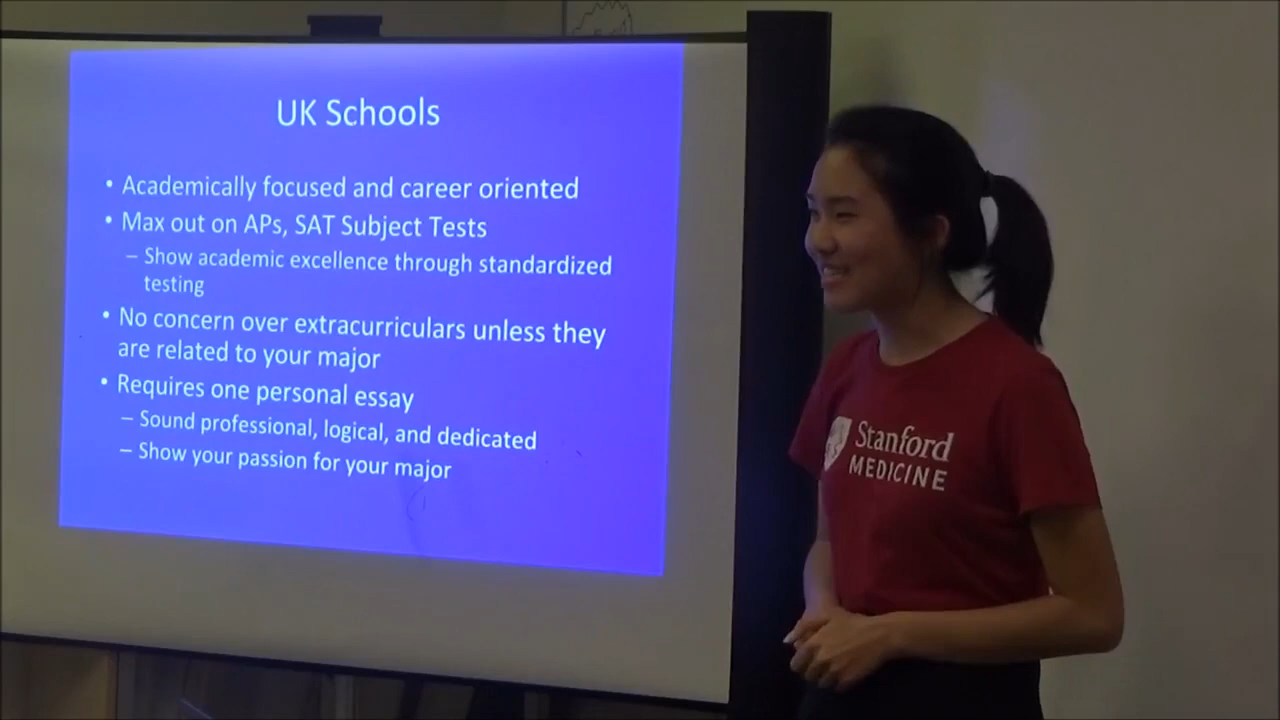 UK Schools
• Academically focused and career oriented
• Max out on APs, SAT Subject Tests
– Show academic excellence through standardized
testing
• No concern over extracurriculars unless they
are related to your major
• Requires one personal essay
– Sound professional, logical, and dedicated
– Show your passion for your major
Stanford
MEDICINE